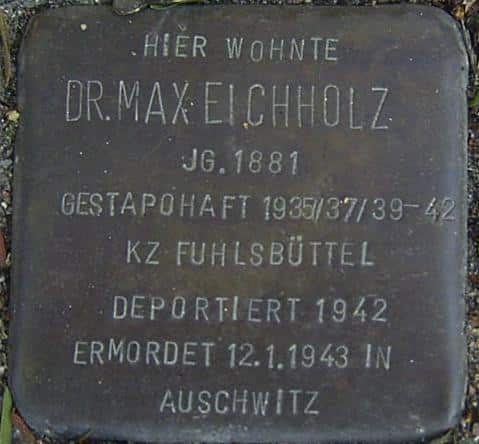 HIER WOHNTE
DR. MAX EICHHOLZ
JG. 1881
GESTAPOHAFT 1935/37/39-42
KZ FUHLSBÜTTEL
DEPORTIERT 1942
ERMORDET 12.1.1943 IN
AUSCHWITZ